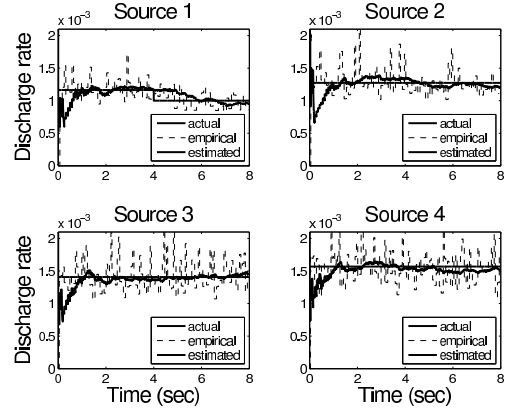 Source 1
x 10⁻³
Discharge rate
2
1.5
1
0.5
0
0 2 4 6 8
actual
empirical
estimated
Source 2
x 10⁻³
2
1.5
1
0.5
0
0 2 4 6 8
actual
empirical
estimated
Source 3
x 10⁻³
Discharge rate
2
1.5
1
0.5
0
0 2 4 6 8
Time (sec)
actual
empirical
estimated
Source 4
x 10⁻³
2
1.5
1
0.5
0
0 2 4 6 8
Time (sec)
actual
empirical
estimated